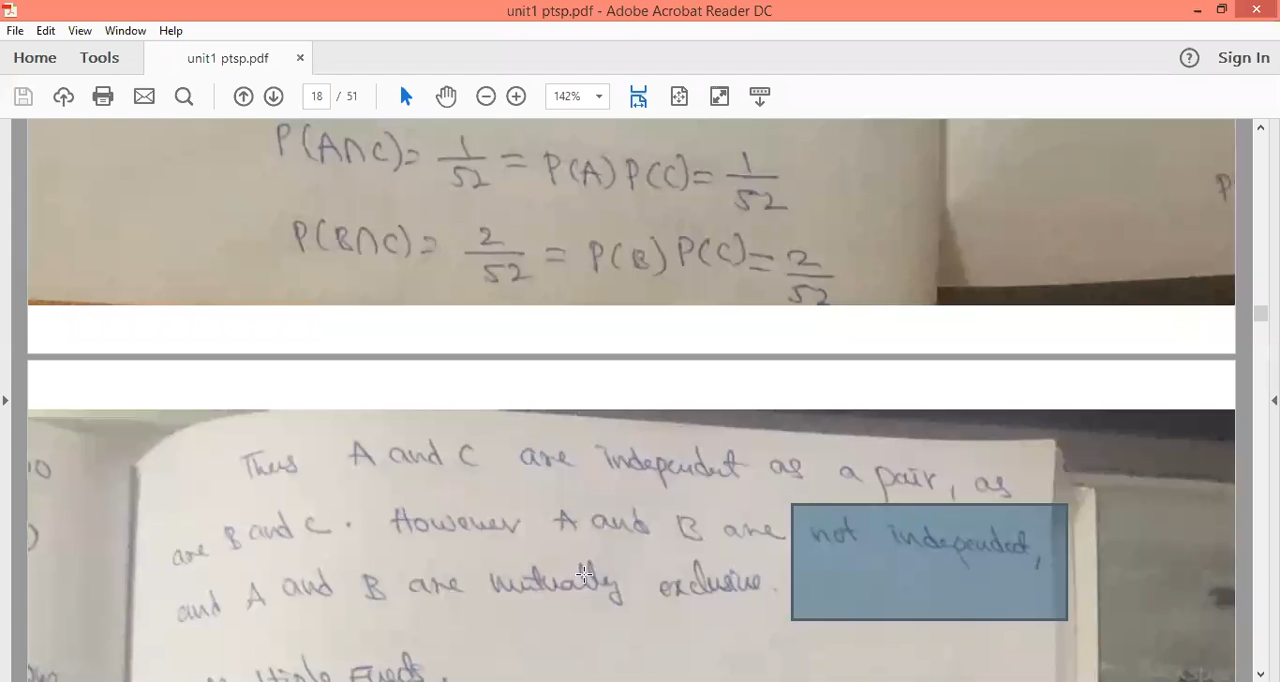 unit1 ptsp.pdf - Adobe Acrobat Reader DC
File Edit View Window Help
Home Tools unit1 ptsp.pdf × ? Sign In
18 / 51 142%
P(A∩C) = 1/52 = P(A) P(C) = 1/52
P
P(B∩C) = 2/52 = P(B) P(C) = 2/52
Thus A and C are independent as a pair, as
are B and C. However A and B are not independent,
and A and B are mutually exclusive.
Events.